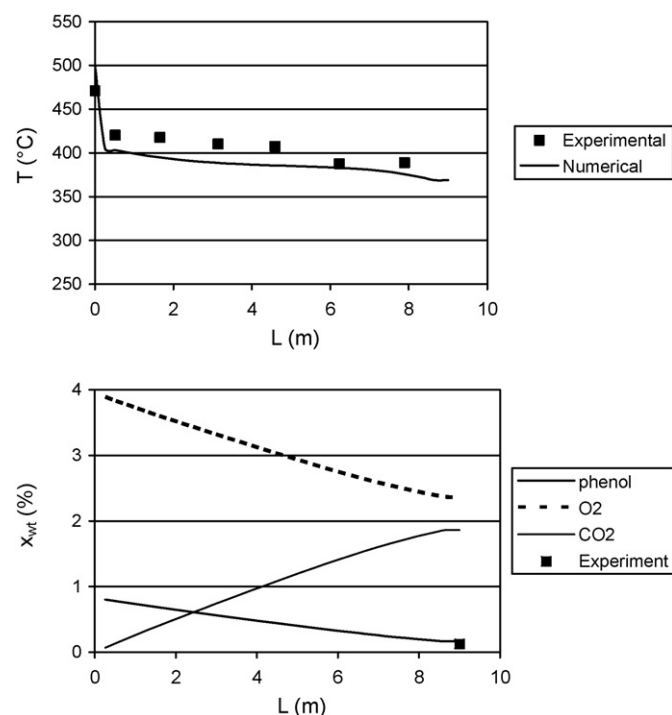 550
500
450
400
350
300
250
T (°C)
0 2 4 6 8 10
L (m)
Experimental
Numerical
4
3
2
1
0
x_wt (%)
0 2 4 6 8 10
L (m)
phenol
O2
CO2
Experiment